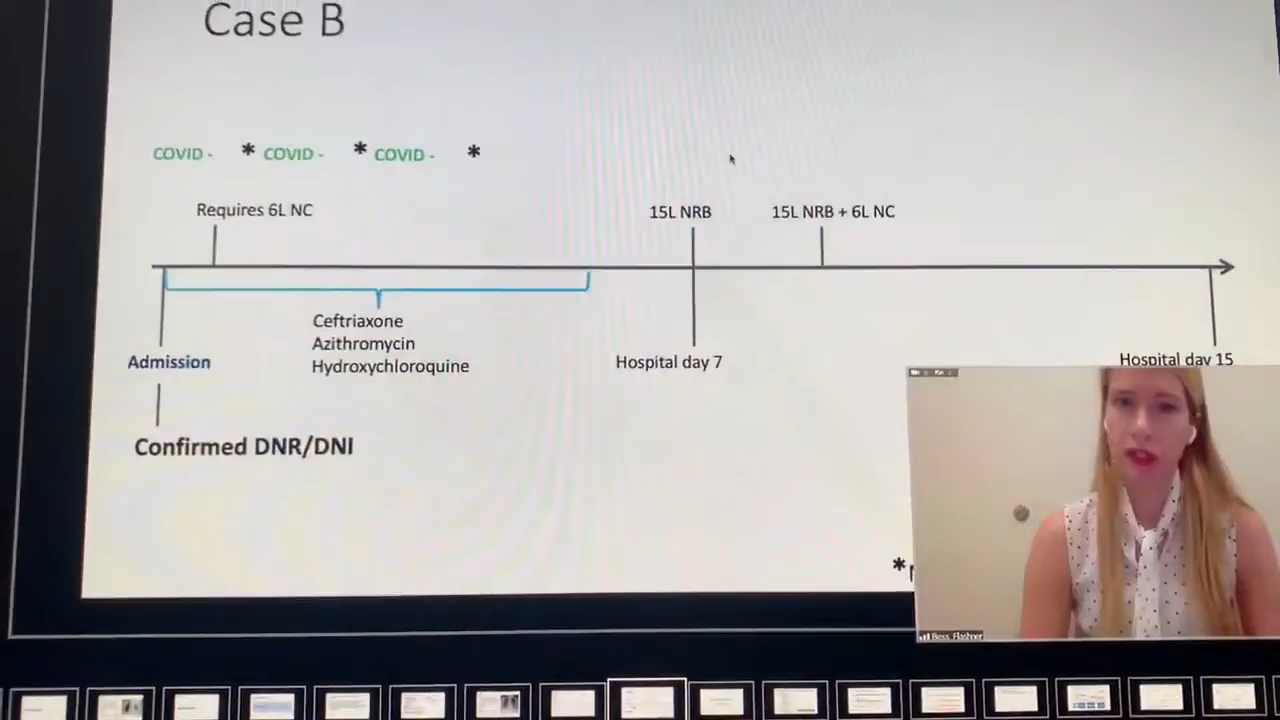 Case B
COVID - * COVID - * COVID - *
Requires 6L NC
15L NRB
15L NRB + 6L NC
Ceftriaxone
Azithromycin
Hydroxychloroquine
Admission
Hospital day 7
Hospital day 15
Confirmed DNR/DNI
*
Bess_Flashner